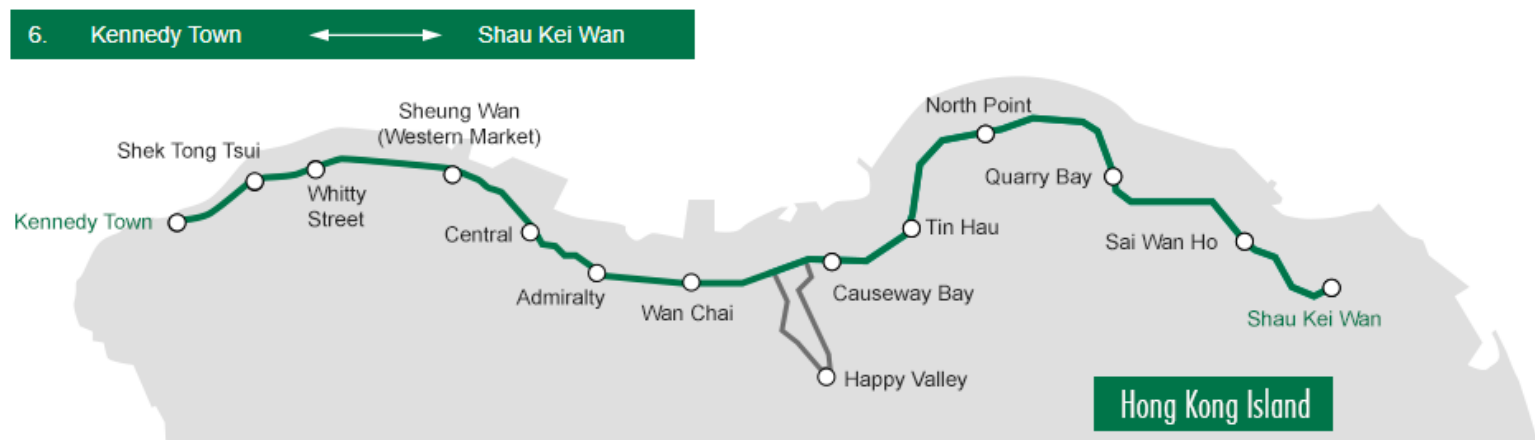 6. Kennedy Town Shau Kei Wan
Sheung Wan
(Western Market)
North Point
Shek Tong Tsui
Quarry Bay
Whitty
Street
Kennedy Town
Tin Hau
Central
Sai Wan Ho
Admiralty
Causeway Bay
Wan Chai
Shau Kei Wan
Happy Valley
Hong Kong Island